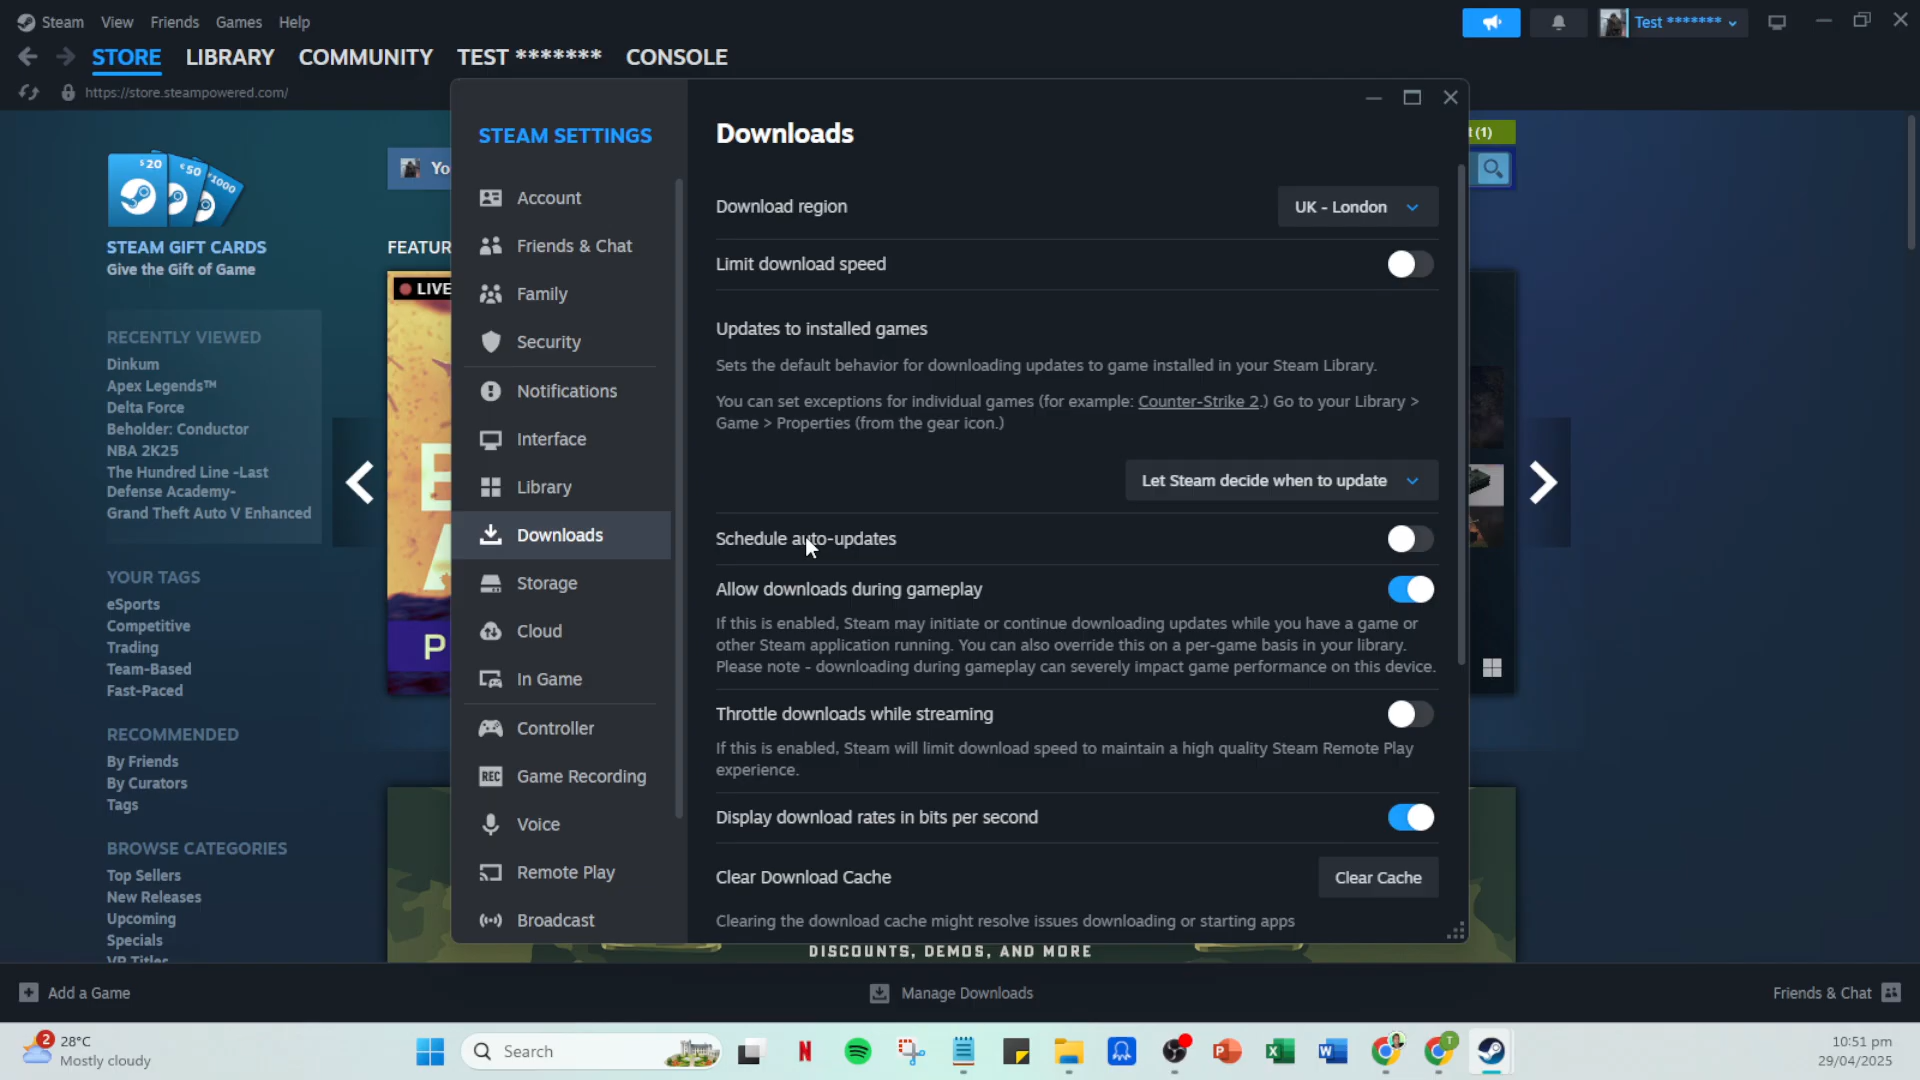 Steam View Friends Games Help
Test *******
STORE LIBRARY COMMUNITY TEST ******* CONSOLE
https://store.steampowered.com/
$20 €50 ¥1000
STEAM GIFT CARDS
Give the Gift of Game
RECENTLY VIEWED
Dinkum
Apex Legends™
Delta Force
Beholder: Conductor
NBA 2K25
The Hundred Line -Last
Defense Academy-
Grand Theft Auto V Enhanced
YOUR TAGS
eSports
Competitive
Trading
Team-Based
Fast-Paced
RECOMMENDED
By Friends
By Curators
Tags
BROWSE CATEGORIES
Top Sellers
New Releases
Upcoming
Specials
VR Titles
Yo
FEATUR
LIVE
P
(1)
STEAM SETTINGS
Account
Friends & Chat
Family
Security
Notifications
Interface
Library
Downloads
Storage
Cloud
In Game
Controller
REC Game Recording
Voice
Remote Play
Broadcast
Downloads
Download region UK - London
Limit download speed
Updates to installed games
Sets the default behavior for downloading updates to game installed in your Steam Library.
You can set exceptions for individual games (for example: Counter-Strike 2.) Go to your Library >
Game > Properties (from the gear icon.)
Let Steam decide when to update
Schedule auto-updates
Allow downloads during gameplay
If this is enabled, Steam may initiate or continue downloading updates while you have a game or
other Steam application running. You can also override this on a per-game basis in your library.
Please note - downloading during gameplay can severely impact game performance on this device.
Throttle downloads while streaming
If this is enabled, Steam will limit download speed to maintain a high quality Steam Remote Play
experience.
Display download rates in bits per second
Clear Download Cache Clear Cache
Clearing the download cache might resolve issues downloading or starting apps
DISCOUNTS, DEMOS, AND MORE
Add a Game
Manage Downloads
Friends & Chat
2
28°C
Mostly cloudy
Search
10:51 pm
29/04/2025